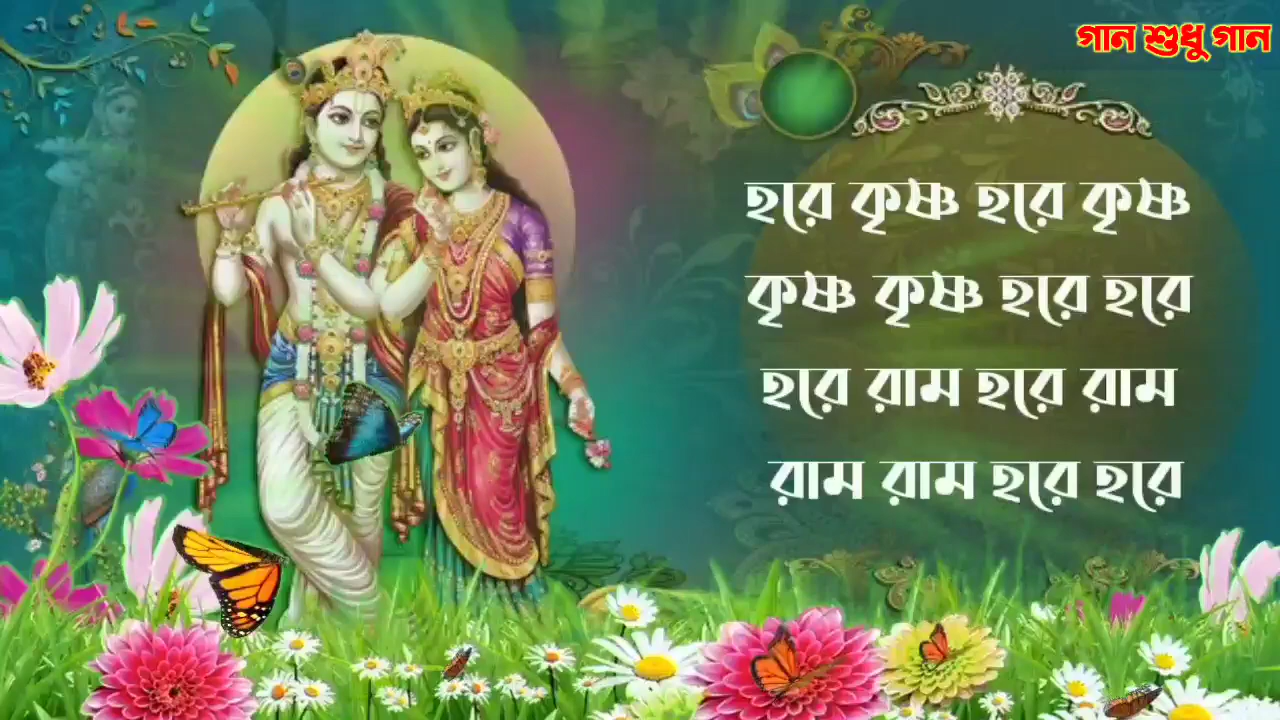 গান শুধু গান
হরে কৃষ্ণ হরে কৃষ্ণ
কৃষ্ণ কৃষ্ণ হরে হরে
হরে রাম হরে রাম
রাম রাম হরে হরে